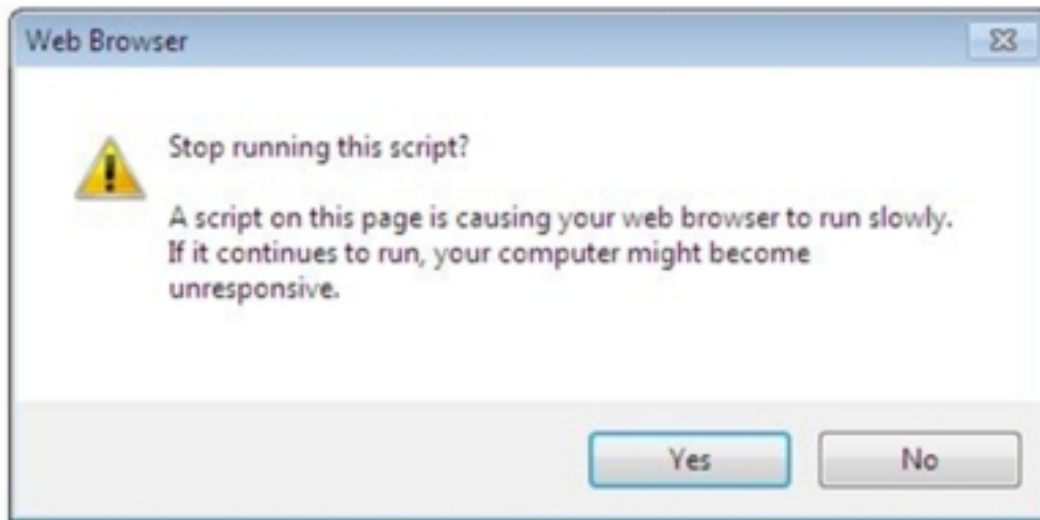 Web Browser
Stop running this script?
A script on this page is causing your web browser to run slowly.
If it continues to run, your computer might become
unresponsive.
Yes
No